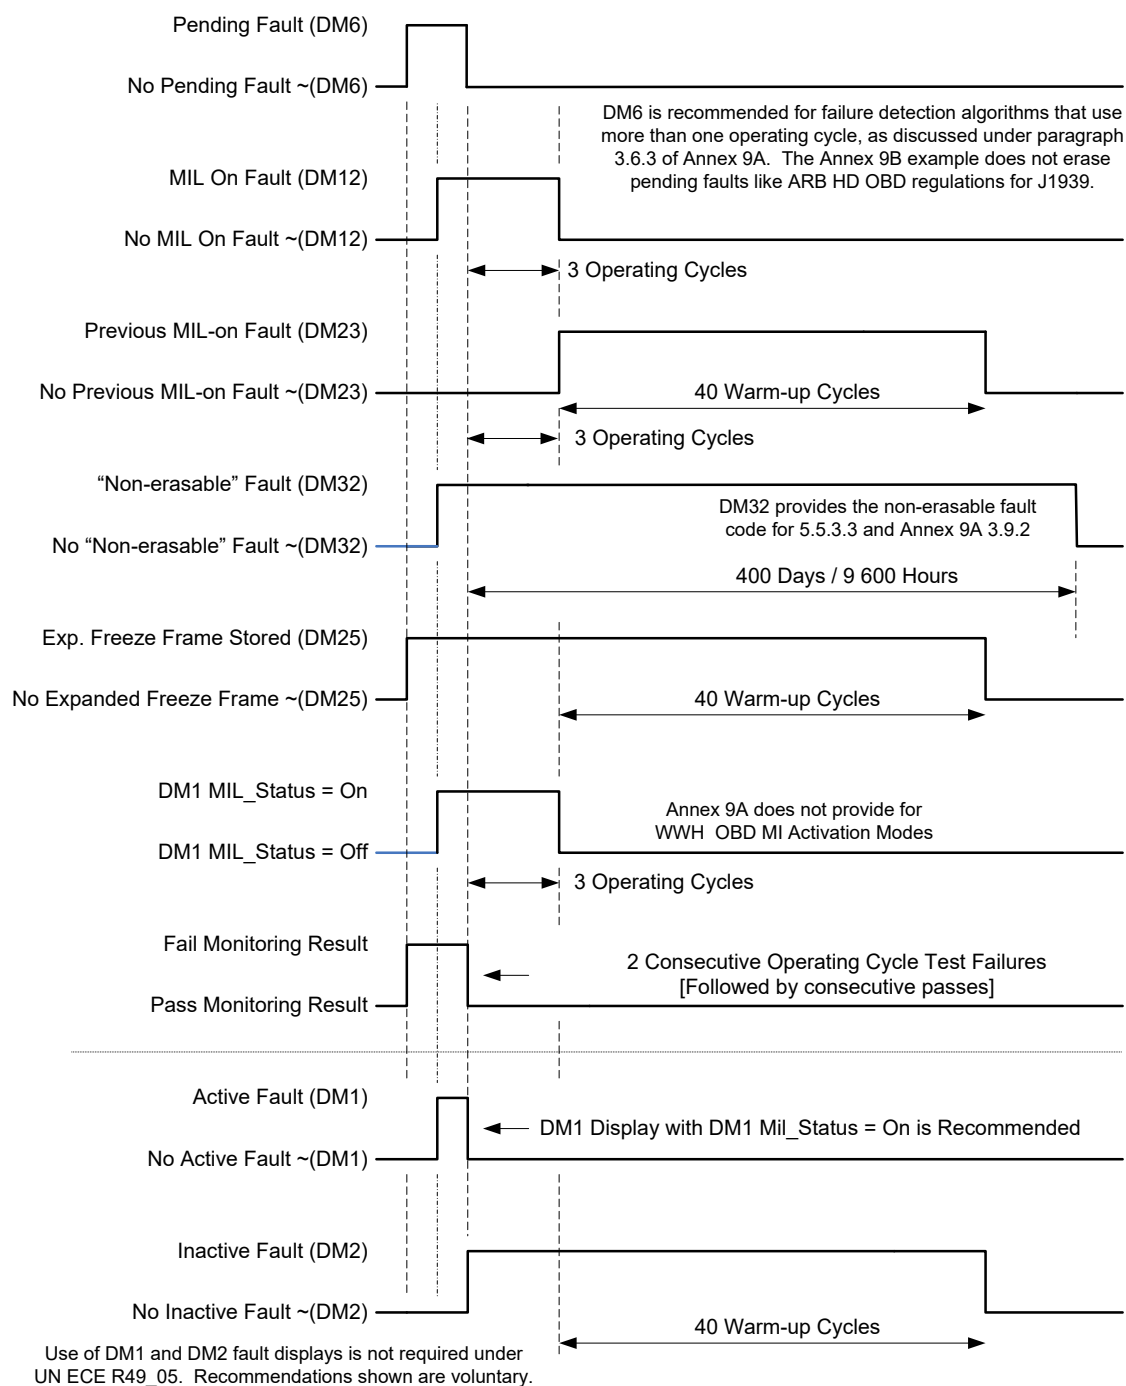 Pending Fault (DM6)
No Pending Fault ~(DM6)
DM6 is recommended for failure detection algorithms that use
more than one operating cycle, as discussed under paragraph
3.6.3 of Annex 9A. The Annex 9B example does not erase
pending faults like ARB HD OBD regulations for J1939.
MIL On Fault (DM12)
No MIL On Fault ~(DM12)
3 Operating Cycles
Previous MIL-on Fault (DM23)
No Previous MIL-on Fault ~(DM23)
40 Warm-up Cycles
3 Operating Cycles
“Non-erasable” Fault (DM32)
DM32 provides the non-erasable fault
code for 5.5.3.3 and Annex 9A 3.9.2
No “Non-erasable” Fault ~(DM32)
400 Days / 9 600 Hours
Exp. Freeze Frame Stored (DM25)
No Expanded Freeze Frame ~(DM25)
40 Warm-up Cycles
DM1 MIL_Status = On
Annex 9A does not provide for
WWH OBD MI Activation Modes
DM1 MIL_Status = Off
3 Operating Cycles
Fail Monitoring Result
2 Consecutive Operating Cycle Test Failures
[Followed by consecutive passes]
Pass Monitoring Result
Active Fault (DM1)
DM1 Display with DM1 Mil_Status = On is Recommended
No Active Fault ~(DM1)
Inactive Fault (DM2)
No Inactive Fault ~(DM2)
40 Warm-up Cycles
Use of DM1 and DM2 fault displays is not required under
UN ECE R49_05. Recommendations shown are voluntary.